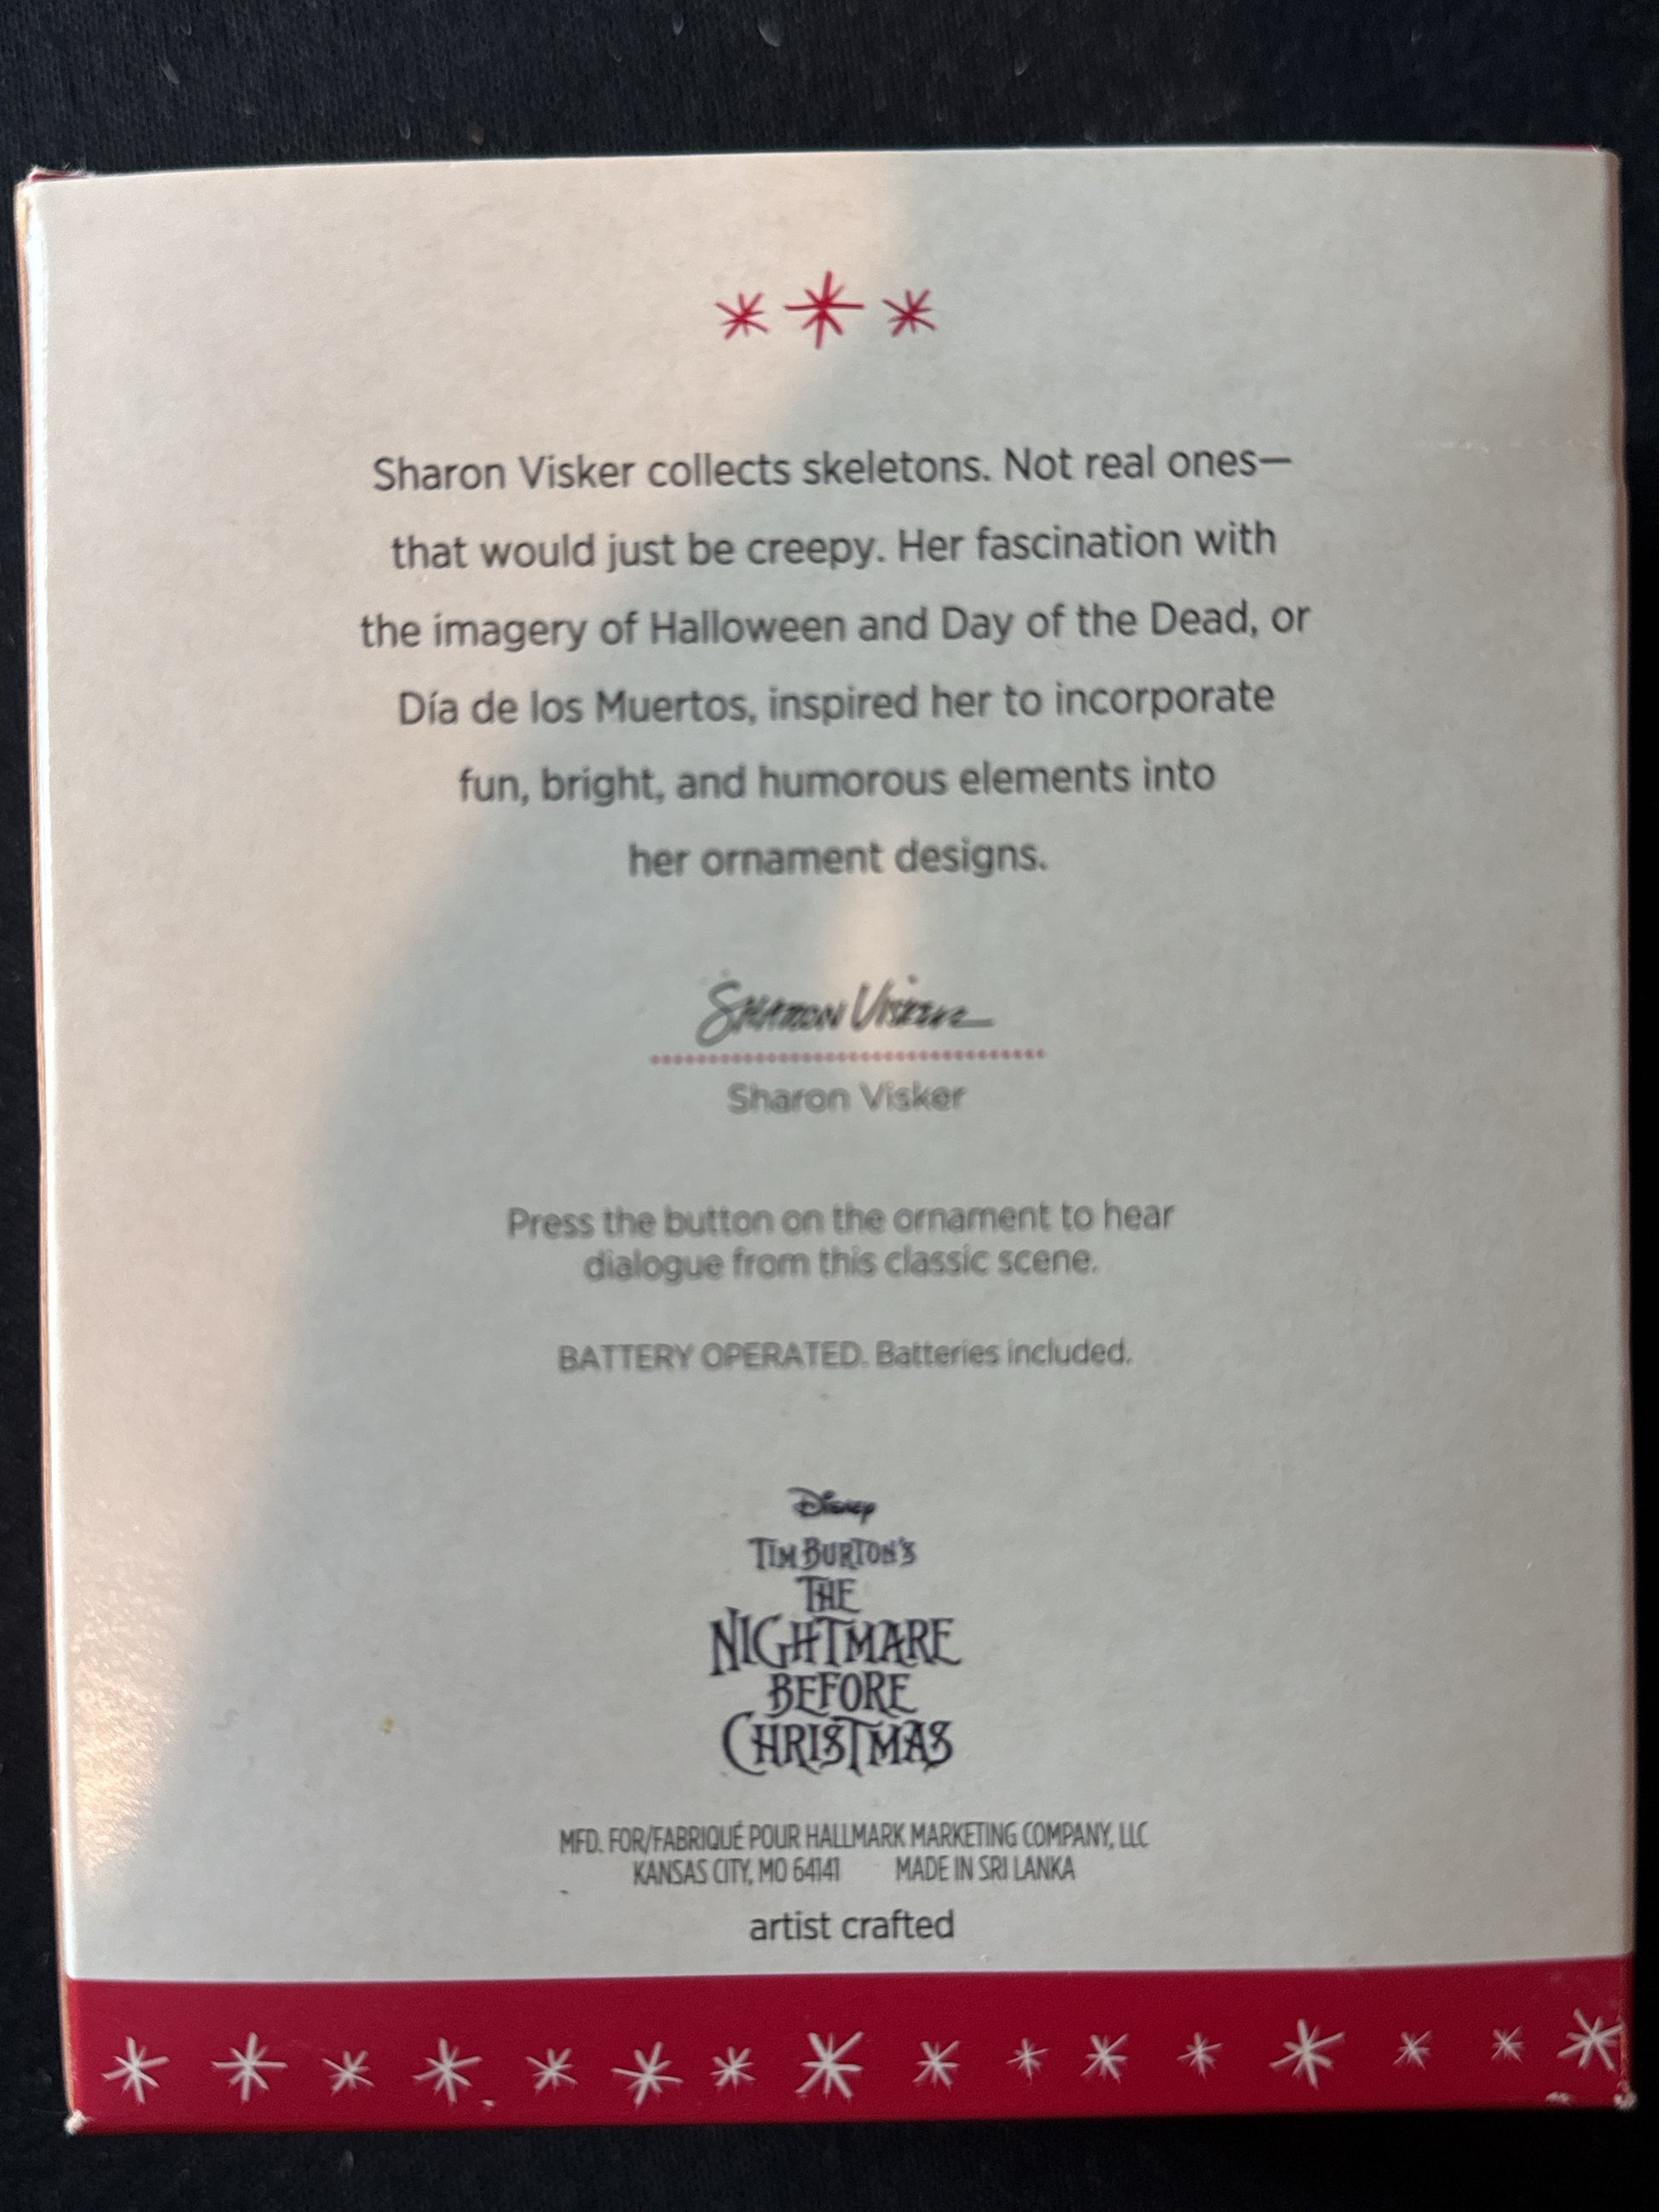 Sharon Visker collects skeletons. Not real ones—
that would just be creepy. Her fascination with
the imagery of Halloween and Day of the Dead, or
Día de los Muertos, inspired her to incorporate
fun, bright, and humorous elements into
her ornament designs.
SHARON VISKER
Sharon Visker
Press the button on the ornament to hear
dialogue from this classic scene.
BATTERY OPERATED. Batteries included.
Disney
TIM BURTON'S
THE
NIGHTMARE
BEFORE
CHRISTMAS
MFD. FOR/FABRIQUÉ POUR HALLMARK MARKETING COMPANY, LLC
KANSAS CITY, MO 64141 MADE IN SRI LANKA
artist crafted